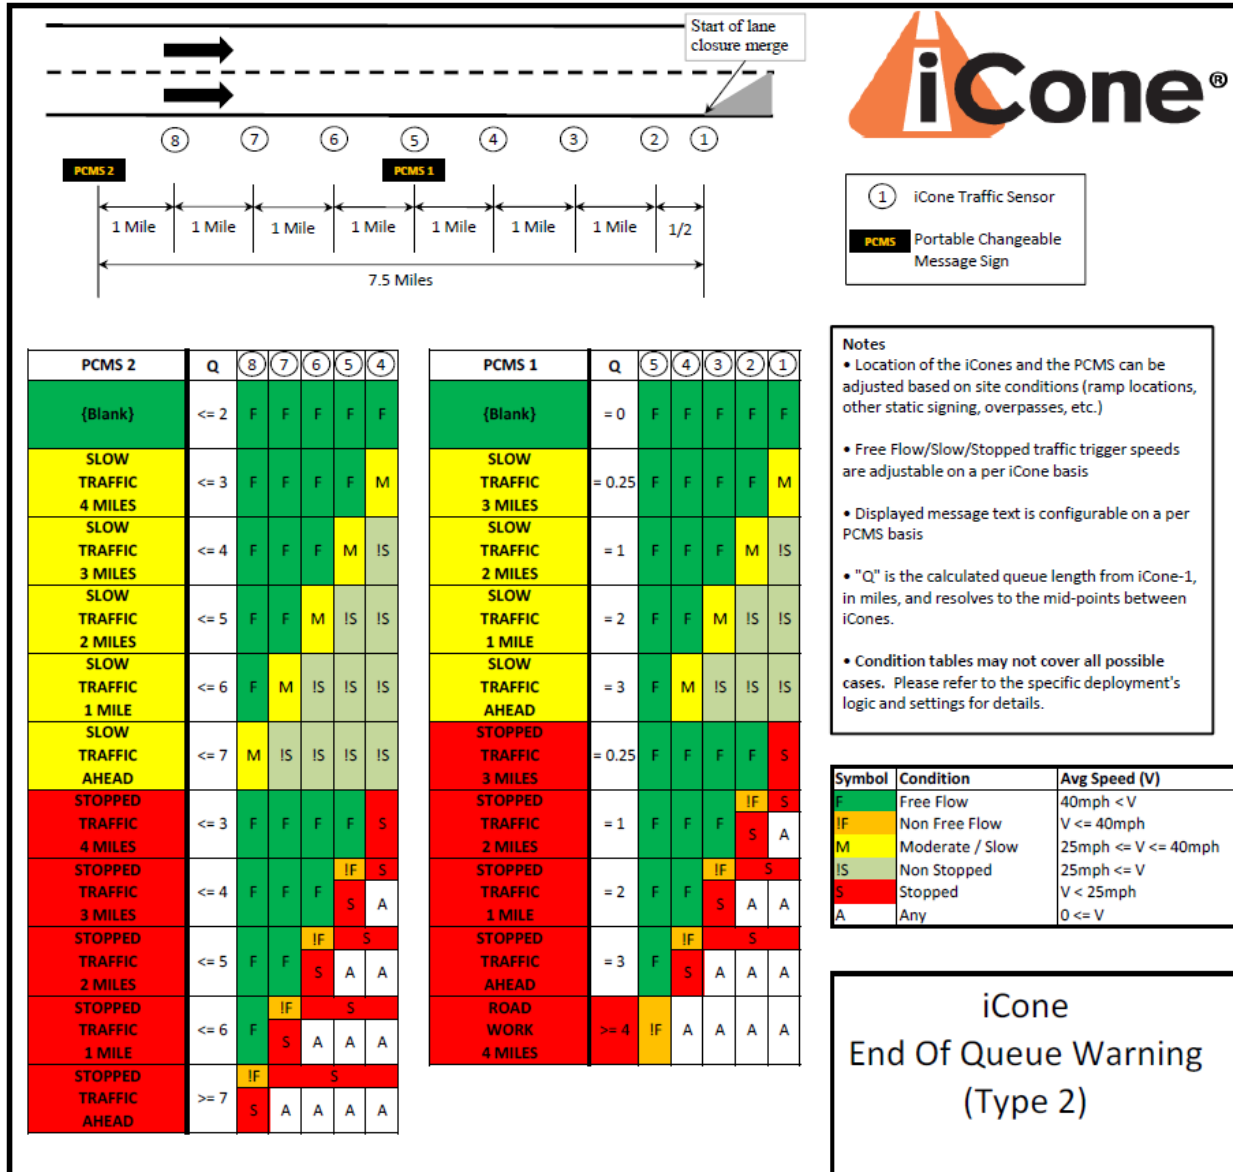 Start of lane
closure merge
iCone®
8 7 6 5 4 3 2 1
PCMS 2 PCMS 1
1 Mile 1 Mile 1 Mile 1 Mile 1 Mile 1 Mile 1 Mile 1/2
7.5 Miles
1 iCone Traffic Sensor
PCMS Portable Changeable
Message Sign
PCMS 2 Q 8 7 6 5 4
{Blank} <= 2 F F F F F
SLOW
TRAFFIC <= 3 F F F F M
4 MILES
SLOW
TRAFFIC <= 4 F F F M !S
3 MILES
SLOW
TRAFFIC <= 5 F F M !S !S
2 MILES
SLOW
TRAFFIC <= 6 F M !S !S !S
1 MILE
SLOW
TRAFFIC <= 7 M !S !S !S !S
AHEAD
STOPPED
TRAFFIC <= 3 F F F F S
4 MILES
STOPPED !F S
TRAFFIC <= 4 F F F
3 MILES S A
STOPPED !F S
TRAFFIC <= 5 F F
2 MILES S A A
STOPPED !F S
TRAFFIC <= 6 F
1 MILE S A A A
STOPPED !F S
TRAFFIC >= 7
AHEAD S A A A A
PCMS 1 Q 5 4 3 2 1
{Blank} = 0 F F F F F
SLOW
TRAFFIC = 0.25 F F F F M
3 MILES
SLOW
TRAFFIC = 1 F F F M !S
2 MILES
SLOW
TRAFFIC = 2 F F M !S !S
1 MILE
SLOW
TRAFFIC = 3 F M !S !S !S
AHEAD
STOPPED
TRAFFIC = 0.25 F F F F S
3 MILES
STOPPED !F S
TRAFFIC = 1 F F F
2 MILES S A
STOPPED !F S
TRAFFIC = 2 F F
1 MILE S A A
STOPPED !F S
TRAFFIC = 3 F
AHEAD S A A A
ROAD
WORK >= 4 !F A A A A
4 MILES
Notes
• Location of the iCones and the PCMS can be
adjusted based on site conditions (ramp locations,
other static signing, overpasses, etc.)
• Free Flow/Slow/Stopped traffic trigger speeds
are adjustable on a per iCone basis
• Displayed message text is configurable on a per
PCMS basis
• "Q" is the calculated queue length from iCone-1,
in miles, and resolves to the mid-points between
iCones.
• Condition tables may not cover all possible
cases. Please refer to the specific deployment's
logic and settings for details.
Symbol Condition Avg Speed (V)
F Free Flow 40mph < V
!F Non Free Flow V <= 40mph
M Moderate / Slow 25mph <= V <= 40mph
!S Non Stopped 25mph <= V
S Stopped V < 25mph
A Any 0 <= V
iCone
End Of Queue Warning
(Type 2)